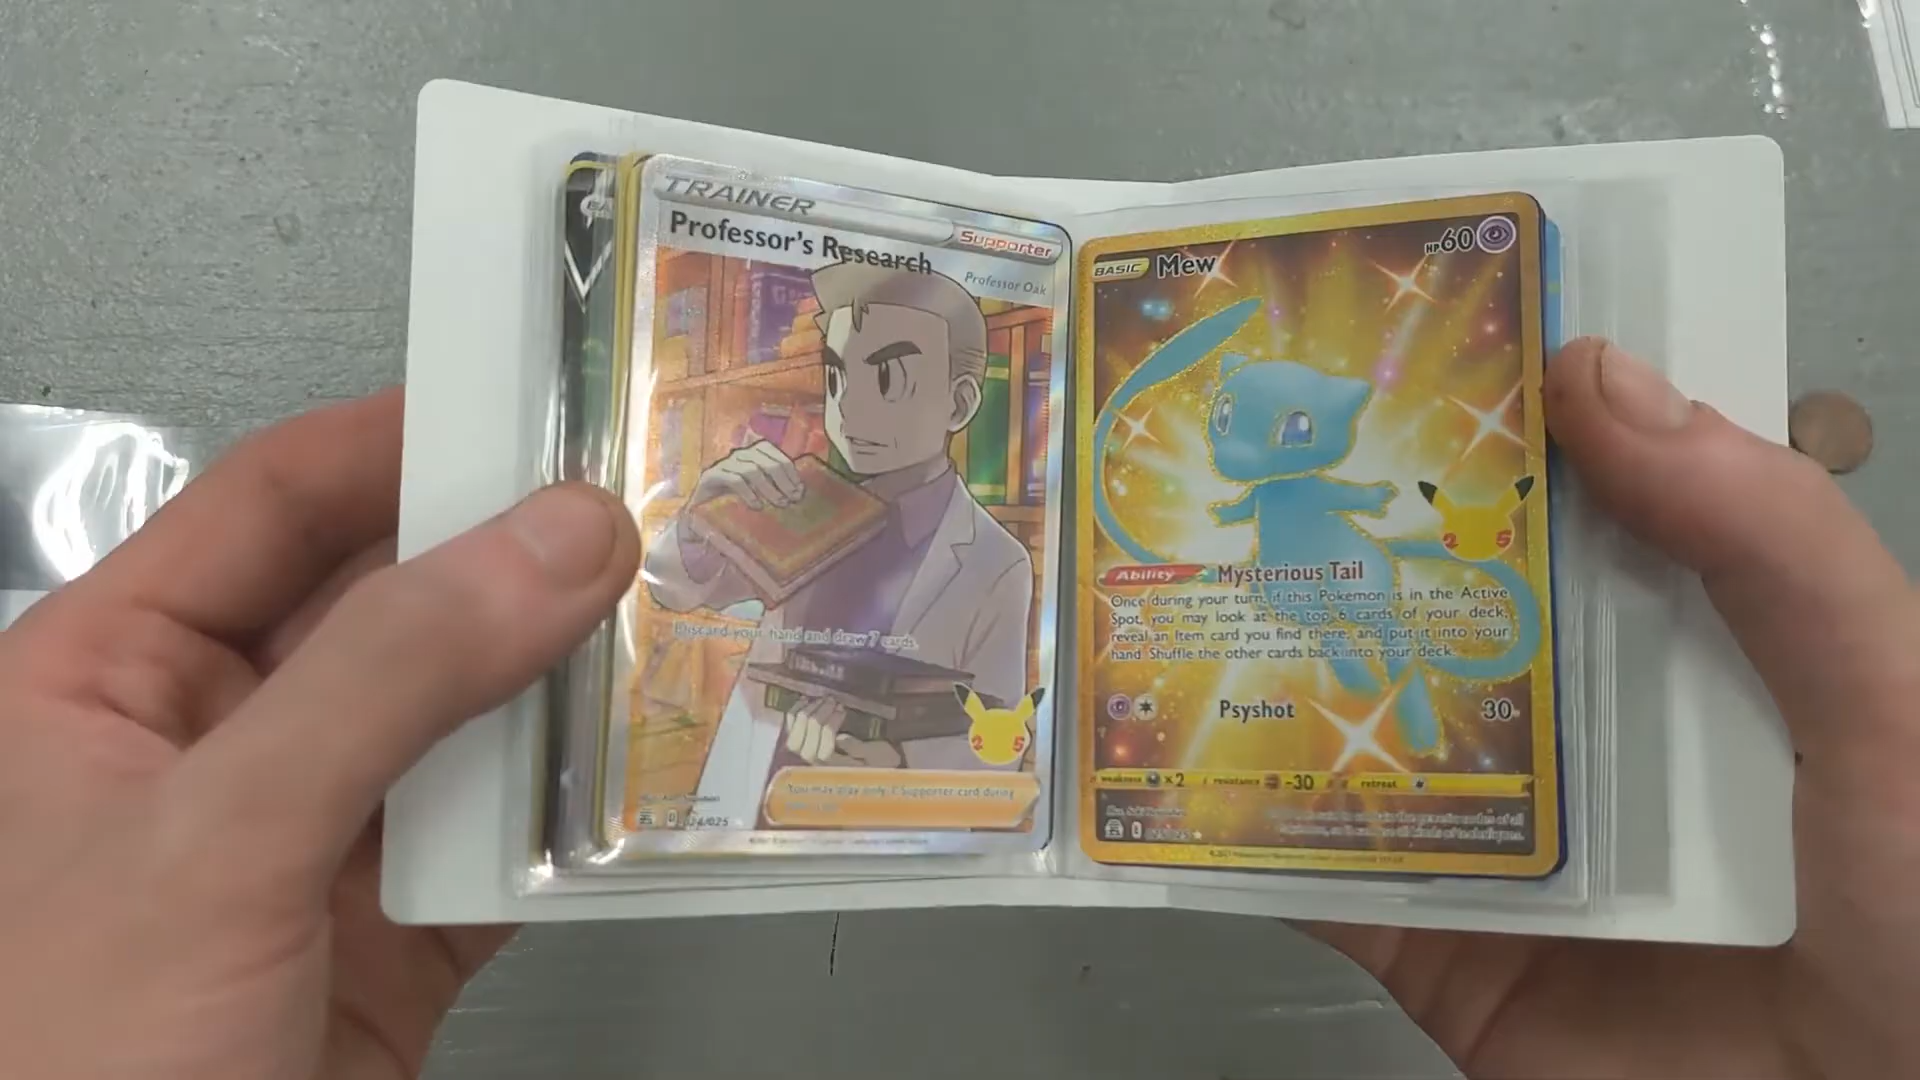 TRAINER
Professor's Research
Supporter
Professor Oak
Discard your hand and draw 7 cards.
25
You may play only 1 Supporter card during
BASIC
Mew
HP60
25
Ability
Mysterious Tail
Once during your turn, if this Pokémon is in the Active
Spot, you may look at the top 6 cards of your deck,
reveal an Item card you find there, and put it into your
hand. Shuffle the other cards back into your deck.
Psyshot
30
weakness
×2
resistance
-30
retreat